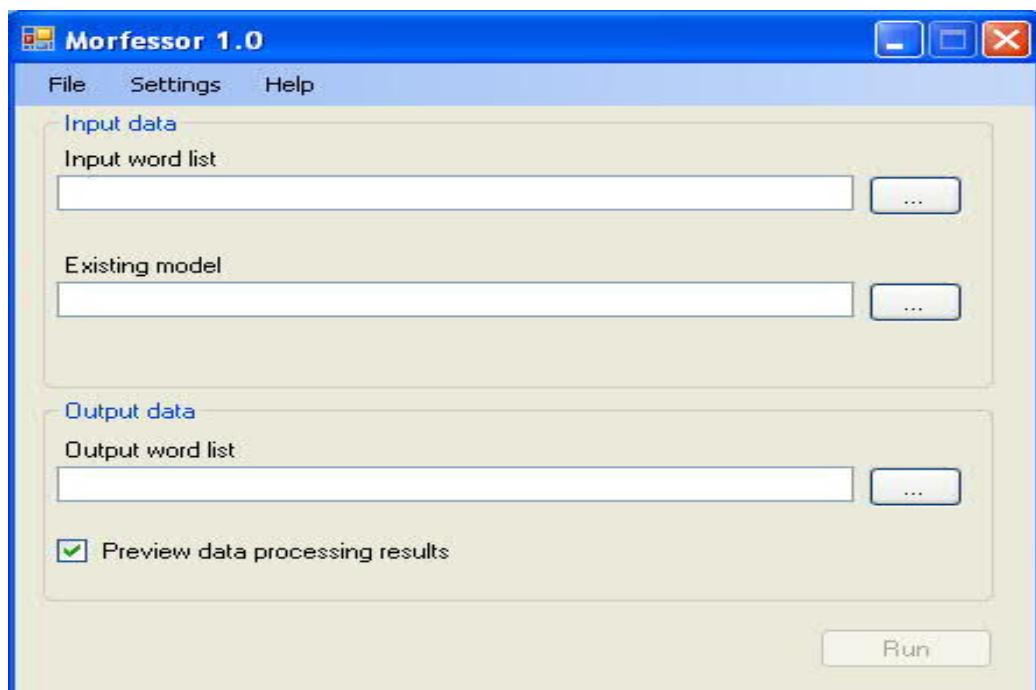 Morfessor 1.0
File Settings Help
Input data
Input word list
...
Existing model
...
Output data
Output word list
...
Preview data processing results
Run